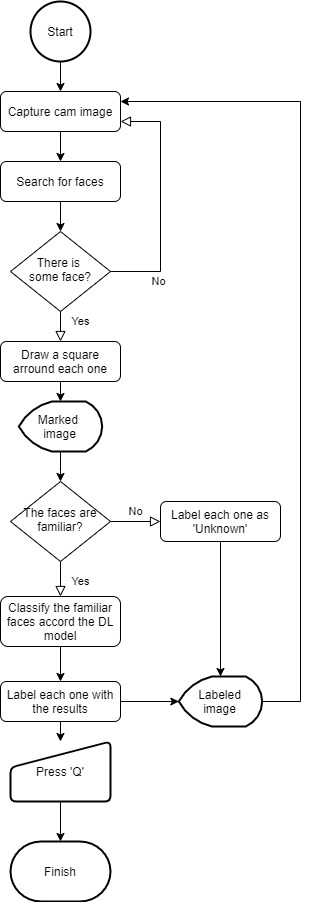 Start
Capture cam image
Search for faces
There is
some face?
No
Yes
Draw a square
arround each one
Marked
image
The faces are
familiar?
No
Label each one as
'Unknown'
Yes
Classify the familiar
faces accord the DL
model
Label each one with
the results
Labeled
image
Press 'Q'
Finish